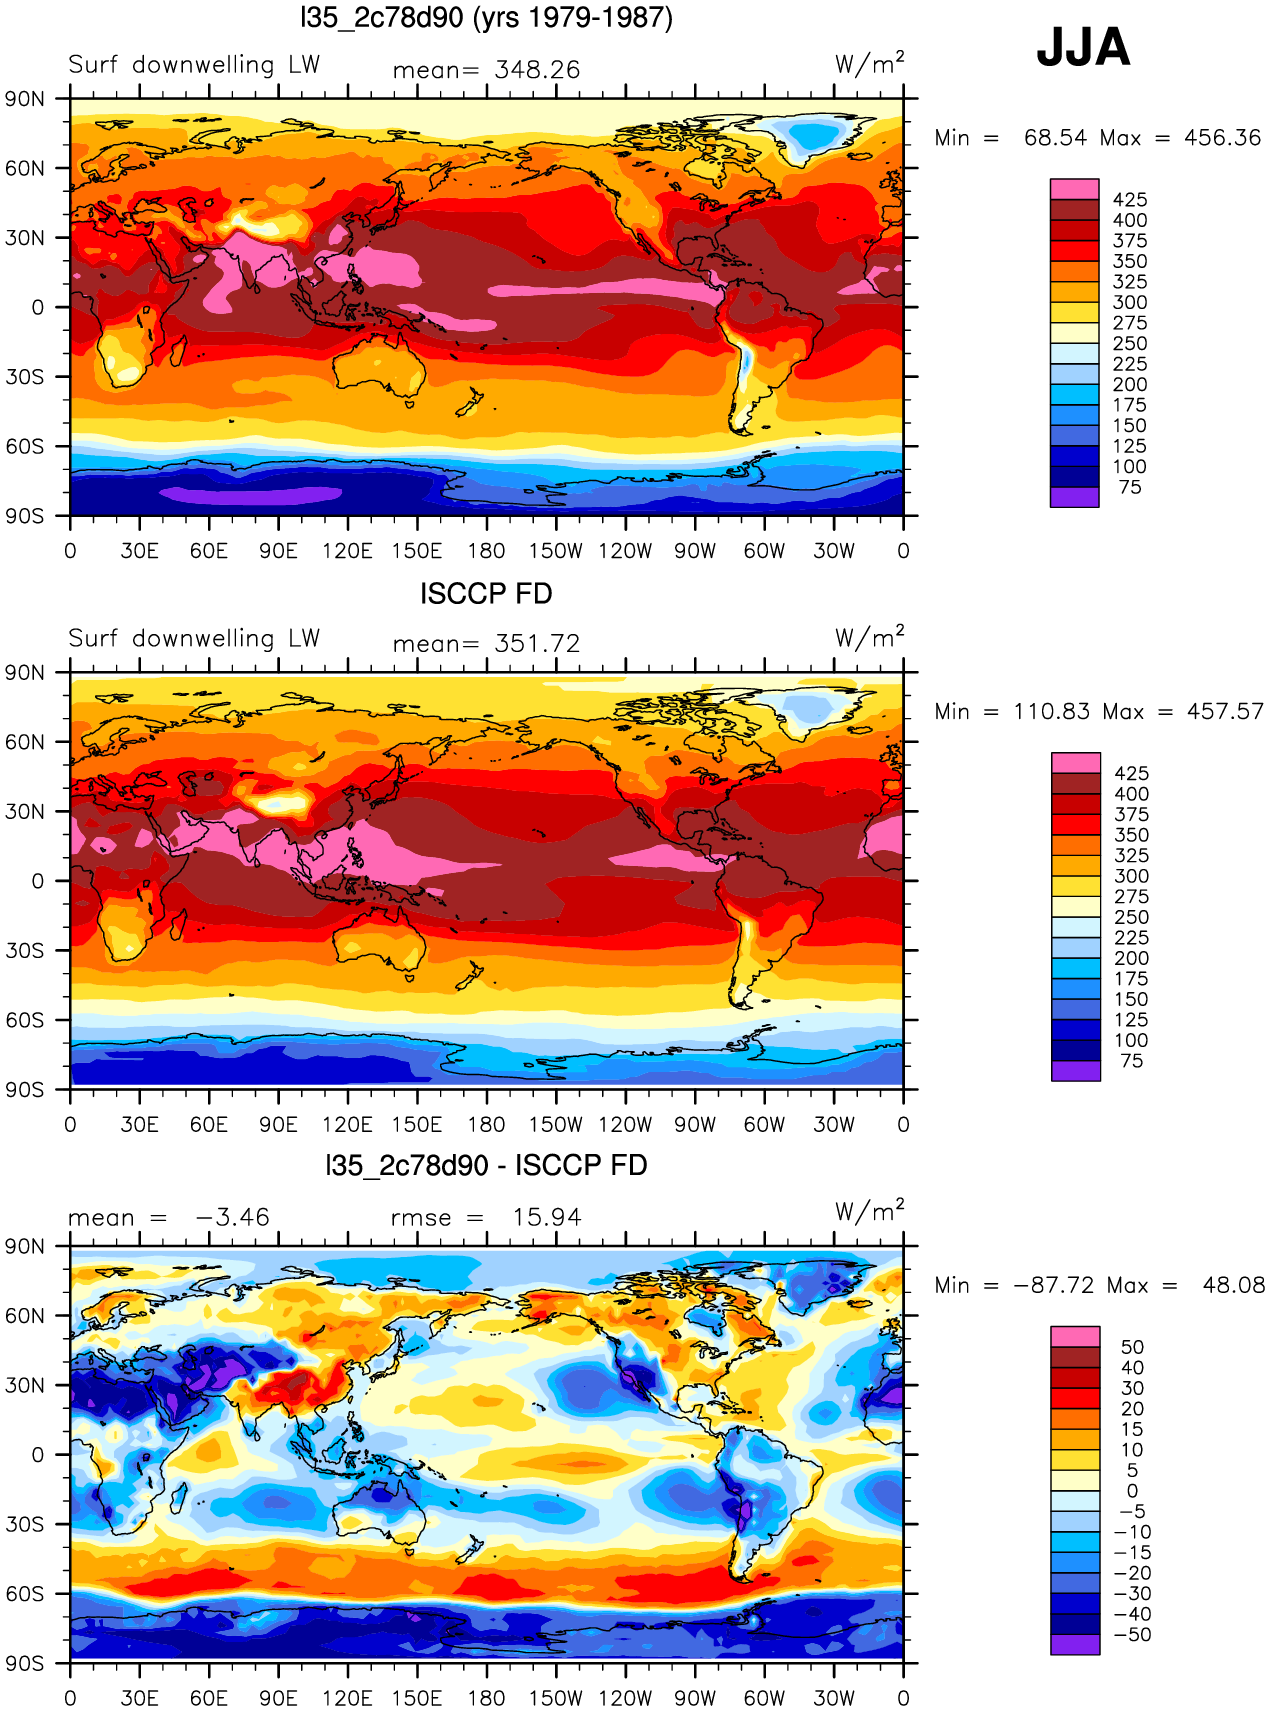 l35_2c78d90 (yrs 1979-1987)
JJA
Surf downwelling LW mean= 348.26 W/m²
Min = 68.54 Max = 456.36
90N
60N
30N
0
30S
60S
90S
0 30E 60E 90E 120E 150E 180 150W 120W 90W 60W 30W 0
425
400
375
350
325
300
275
250
225
200
175
150
125
100
75
ISCCP FD
Surf downwelling LW mean= 351.72 W/m²
Min = 110.83 Max = 457.57
90N
60N
30N
0
30S
60S
90S
0 30E 60E 90E 120E 150E 180 150W 120W 90W 60W 30W 0
425
400
375
350
325
300
275
250
225
200
175
150
125
100
75
l35_2c78d90 - ISCCP FD
mean = −3.46 rmse = 15.94 W/m²
Min = −87.72 Max = 48.08
90N
60N
30N
0
30S
60S
90S
0 30E 60E 90E 120E 150E 180 150W 120W 90W 60W 30W 0
50
40
30
20
15
10
5
0
−5
−10
−15
−20
−30
−40
−50